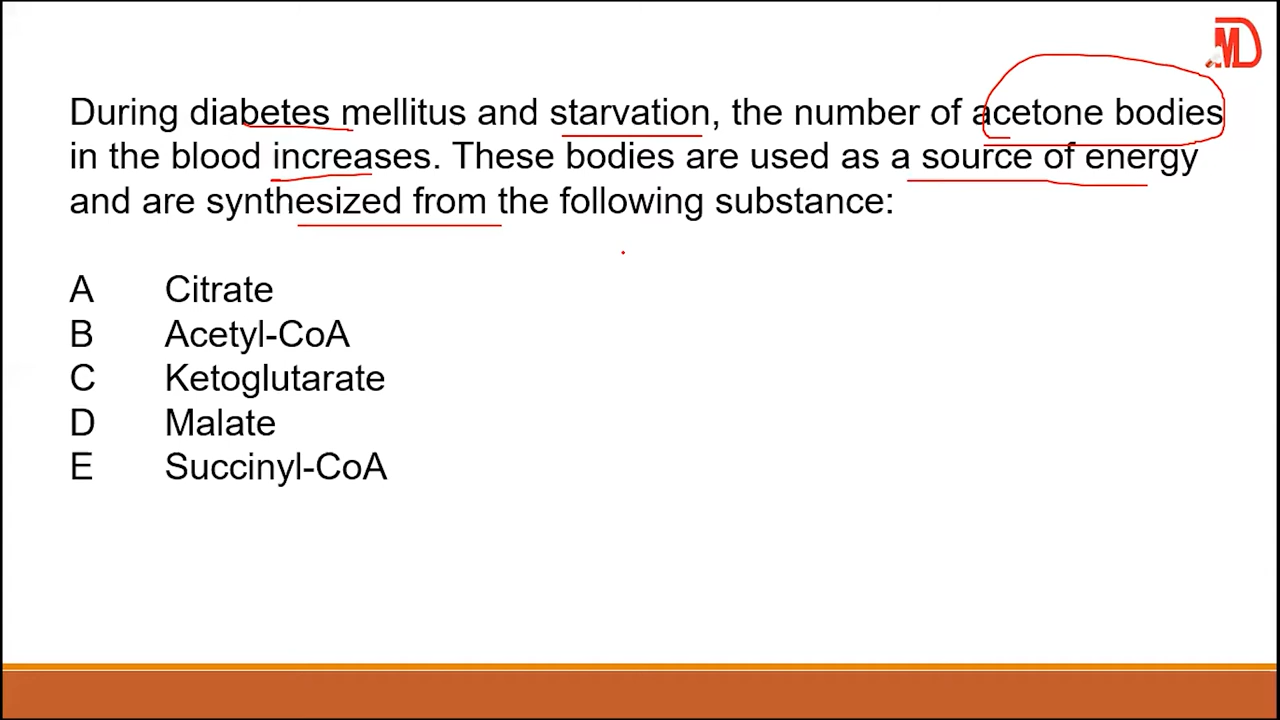 MD
During diabetes mellitus and starvation, the number of acetone bodies
in the blood increases. These bodies are used as a source of energy
and are synthesized from the following substance:
A Citrate
B Acetyl-CoA
C Ketoglutarate
D Malate
E Succinyl-CoA